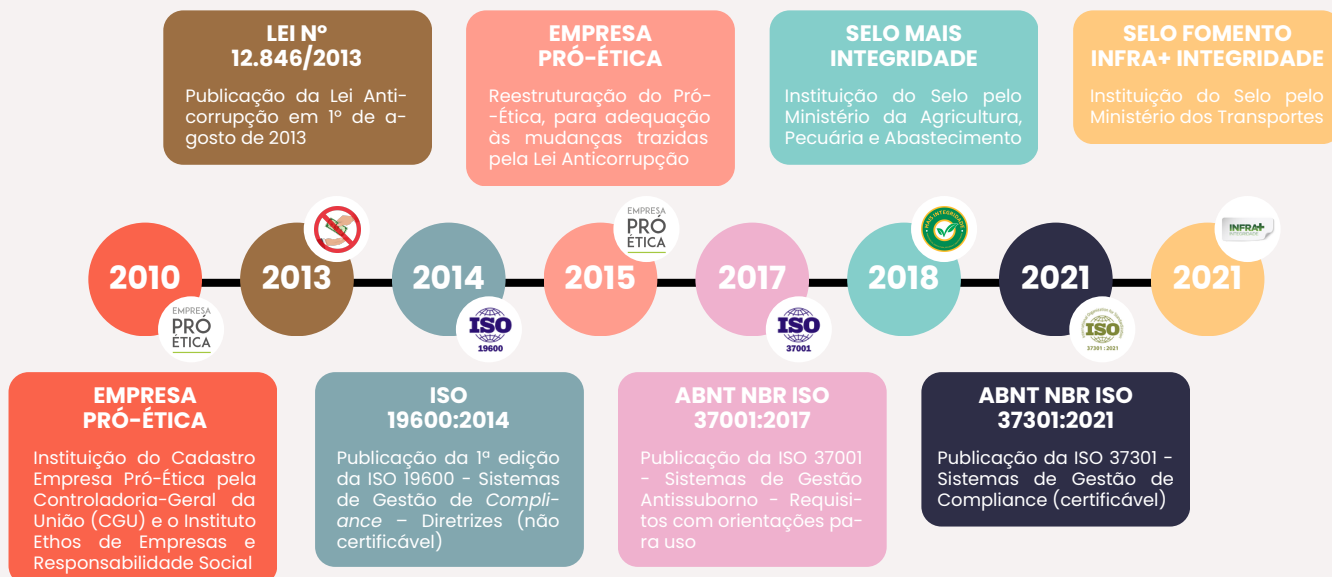 LEI Nº
12.846/2013
Publicação da Lei Anti-
corrupção em 1º de a-
gosto de 2013
EMPRESA
PRÓ-ÉTICA
Reestruturação do Pró-
-Ética, para adequação
às mudanças trazidas
pela Lei Anticorrupção
SELO MAIS
INTEGRIDADE
Instituição do Selo pelo
Ministério da Agricultura,
Pecuária e Abastecimento
SELO FOMENTO
INFRA+ INTEGRIDADE
Instituição do Selo pelo
Ministério dos Transportes
2010
EMPRESA
PRÓ
ÉTICA
2013
2014
ISO
19600
2015
EMPRESA
PRÓ
ÉTICA
2017
ISO
37001
2018
MAIS INTEGRIDADE
2021
ISO
37301:2021
2021
INFRA+
INTEGRIDADE
EMPRESA
PRÓ-ÉTICA
Instituição do Cadastro
Empresa Pró-Ética pela
Controladoria-Geral da
União (CGU) e o Instituto
Ethos de Empresas e
Responsabilidade Social
ISO
19600:2014
Publicação da 1ª edição
da ISO 19600 - Sistemas
de Gestão de Compli-
ance – Diretrizes (não
certificável)
ABNT NBR ISO
37001:2017
Publicação da ISO 37001
- Sistemas de Gestão
Antissuborno - Requisi-
tos com orientações pa-
ra uso
ABNT NBR ISO
37301:2021
Publicação da ISO 37301 -
Sistemas de Gestão de
Compliance (certificável)